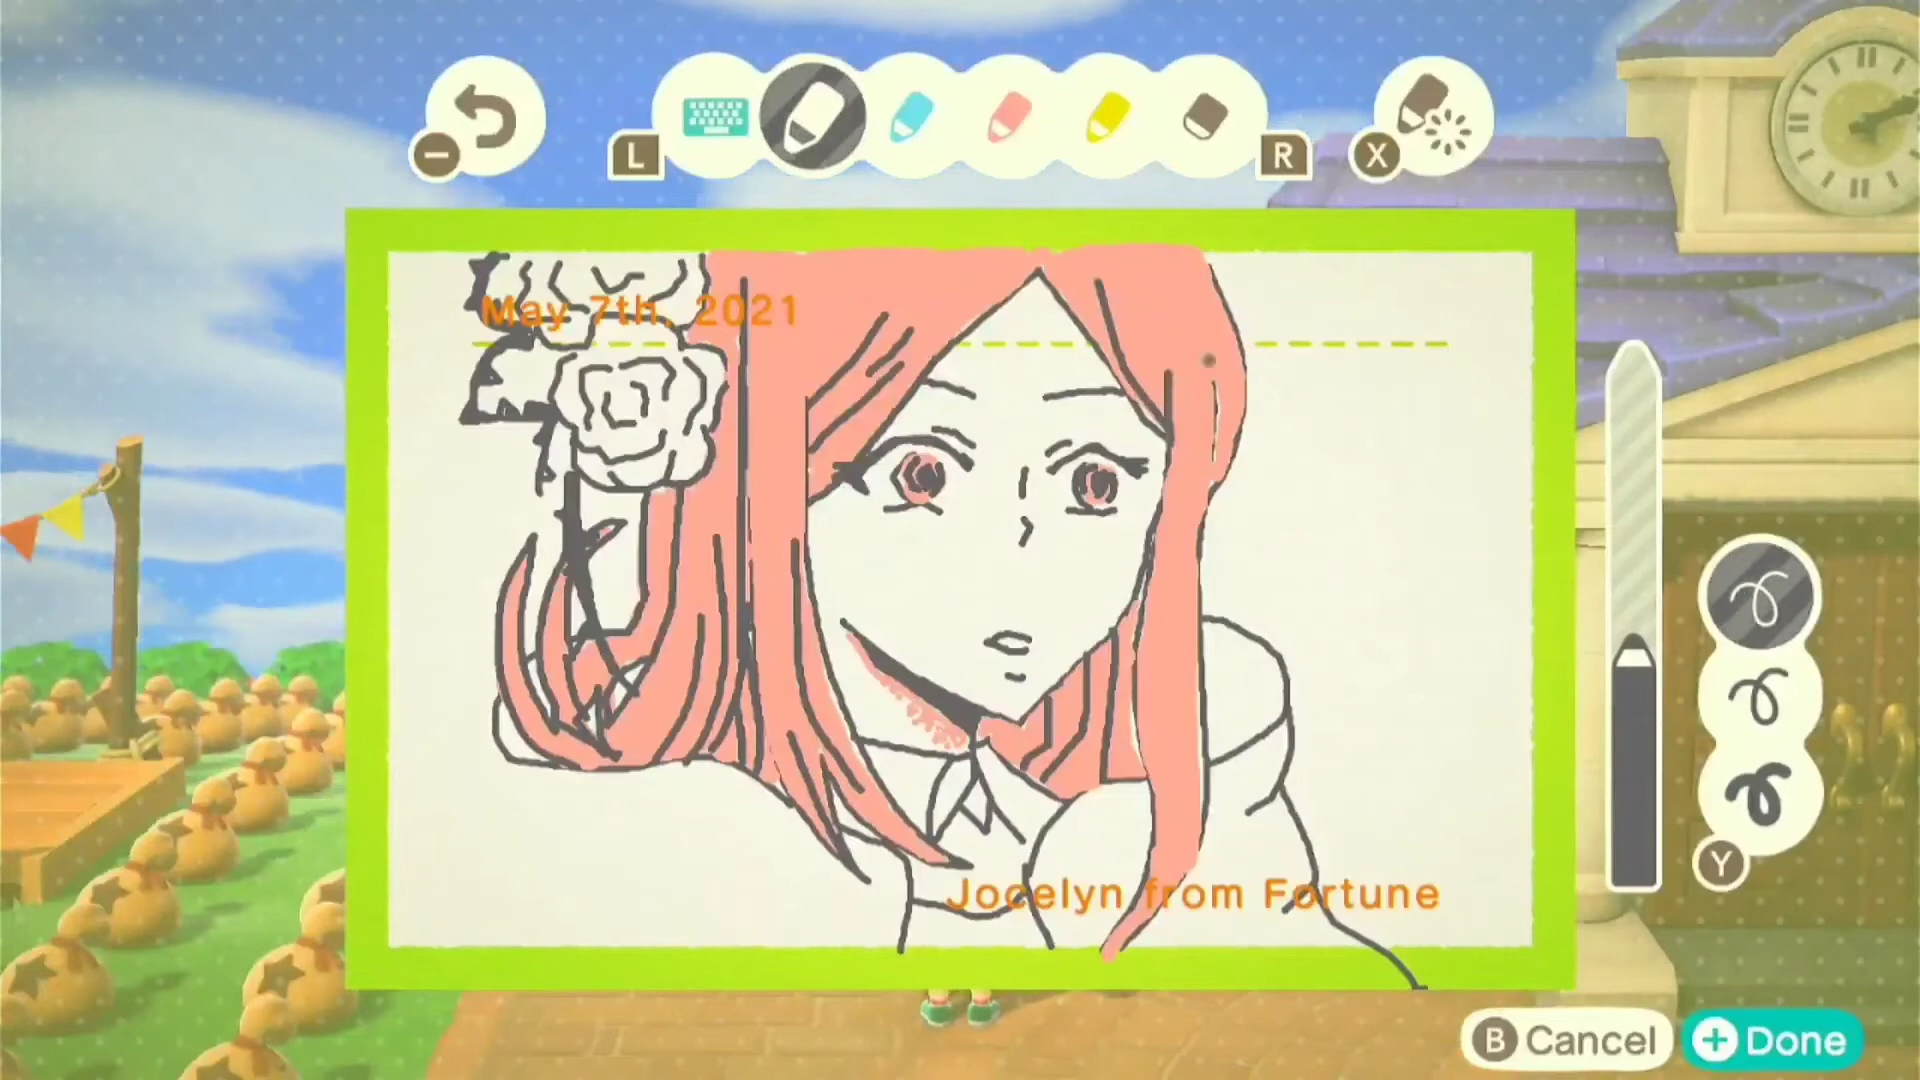 L
R
X
May 7th, 2021
Jocelyn from Fortune
Y
B Cancel
+ Done